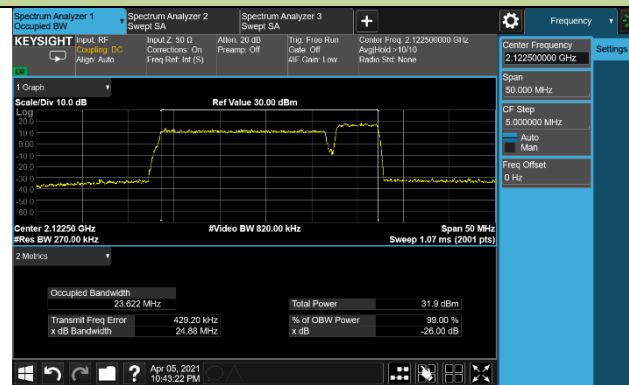 Spectrum Analyzer 1
Occupied BW
Spectrum Analyzer 2
Swept SA
Spectrum Analyzer 3
Swept SA
Frequency
KEYSIGHT
Input: RF
Coupling: DC
Align: Auto
Input Z: 50 Ω
Corrections: On
Freq Ref: Int (S)
Atten: 20 dB
Preamp: Off
Trig: Free Run
Gate: Off
#IF Gain: Low
Center Freq: 2.122500000 GHz
Avg|Hold:>10/10
Radio Std: None
Center Frequency
2.122500000 GHz
Settings
Span
50.000 MHz
CF Step
5.000000 MHz
Auto
Man
Freq Offset
0 Hz
1 Graph
Scale/Div 10.0 dB
Ref Value 30.00 dBm
Log
20.0
10.0
0.00
-10.0
-20.0
-30.0
-40.0
-50.0
-60.0
Center 2.12250 GHz
#Res BW 270.00 kHz
#Video BW 820.00 kHz
Span 50 MHz
Sweep 1.07 ms (2001 pts)
2 Metrics
Occupied Bandwidth
23.622 MHz
Total Power
31.9 dBm
Transmit Freq Error
429.20 kHz
% of OBW Power
99.00 %
x dB Bandwidth
24.88 MHz
x dB
-26.00 dB
?
Apr 05, 2021
10:43:22 PM